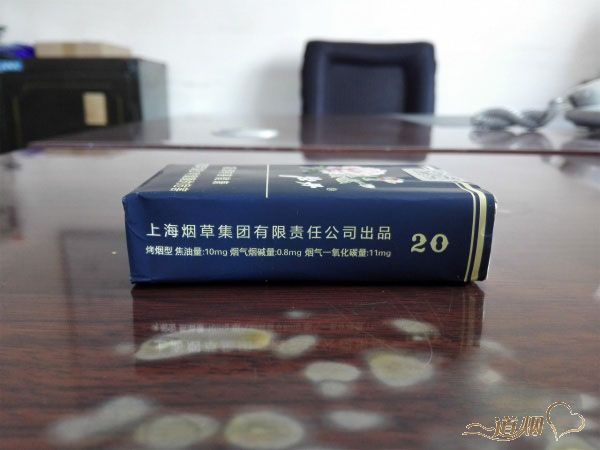 上海烟草集团有限责任公司出品
烤烟型 焦油量:10mg 烟气烟碱量:0.8mg 烟气一氧化碳量:11mg
20